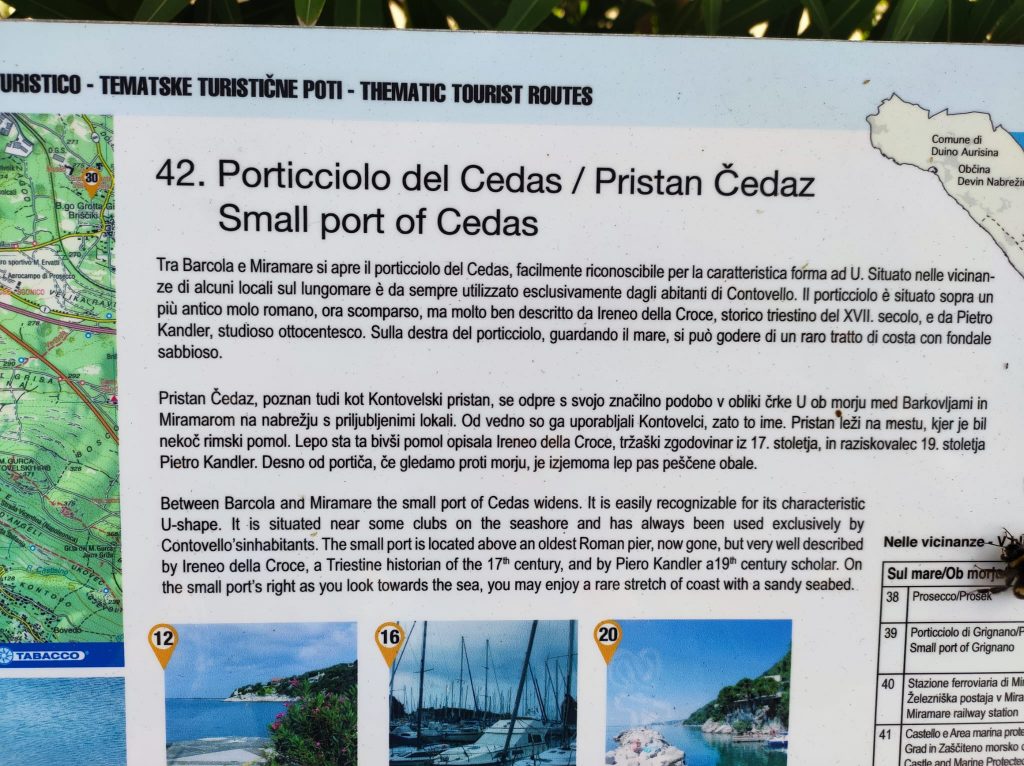 URISTICO - TEMATSKE TURISTIČNE POTI - THEMATIC TOURIST ROUTES
Comune di
Duino Aurisina
Občina
Devin Nabreži
42. Porticciolo del Cedas / Pristan Čedaz
Small port of Cedas
Tra Barcola e Miramare si apre il porticciolo del Cedas, facilmente riconoscibile per la caratteristica forma ad U. Situato nelle vicinan-
ze di alcuni locali sul lungomare è da sempre utilizzato esclusivamente dagli abitanti di Contovello. Il porticciolo è situato sopra un
più antico molo romano, ora scomparso, ma molto ben descritto da Ireneo della Croce, storico triestino del XVII. secolo, e da Pietro
Kandler, studioso ottocentesco. Sulla destra del porticciolo, guardando il mare, si può godere di un raro tratto di costa con fondale
sabbioso.
Pristan Čedaz, poznan tudi kot Kontovelski pristan, se odpre s svojo značilno podobo v obliki črke U ob morju med Barkovljami in
Miramarom na nabrežju s priljubljenimi lokali. Od vedno so ga uporabljali Kontovelci, zato to ime. Pristan leži na mestu, kjer je bil
nekoč rimski pomol. Lepo sta ta bivši pomol opisala Ireneo della Croce, tržaški zgodovinar iz 17. stoletja, in raziskovalec 19. stoletja
Pietro Kandler. Desno od portiča, če gledamo proti morju, je izjemoma lep pas peščene obale.
Between Barcola and Miramare the small port of Cedas widens. It is easily recognizable for its characteristic
U-shape. It is situated near some clubs on the seashore and has always been used exclusively by
Contovello'sinhabitants. The small port is located above an oldest Roman pier, now gone, but very well described
by Ireneo della Croce, a Triestine historian of the 17th century, and by Piero Kandler a19th century scholar. On
the small port's right as you look towards the sea, you may enjoy a rare stretch of coast with a sandy seabed.
12
16
20
Nelle vicinanze -
Sul mare/Ob morju
38 Prosecco/Prosek
39 Porticciolo di Grignano/
Small port of Grignano
40 Stazione ferroviaria di Mi
Železniška postaja v Mira
Miramare railway station
41 Castello e Area marina prote
Grad in Zaščiteno morsko o
Castle and Marine Protected
30
B.go Grotta Gi
Briščiki
271
270
278
TABACCO